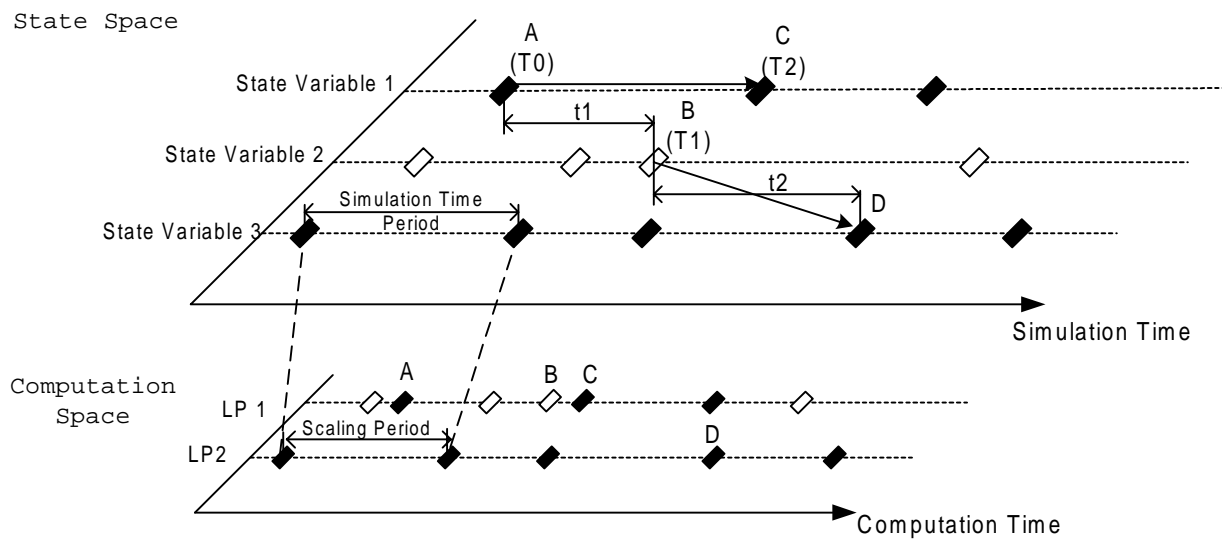 State Space
A
(T0)
C
(T2)
State Variable 1
t1
B
(T1)
State Variable 2
t2
Simulation Time
Period
D
State Variable 3
Simulation Time
Computation
Space
A
B
C
LP 1
Scaling Period
D
LP2
Computation Time